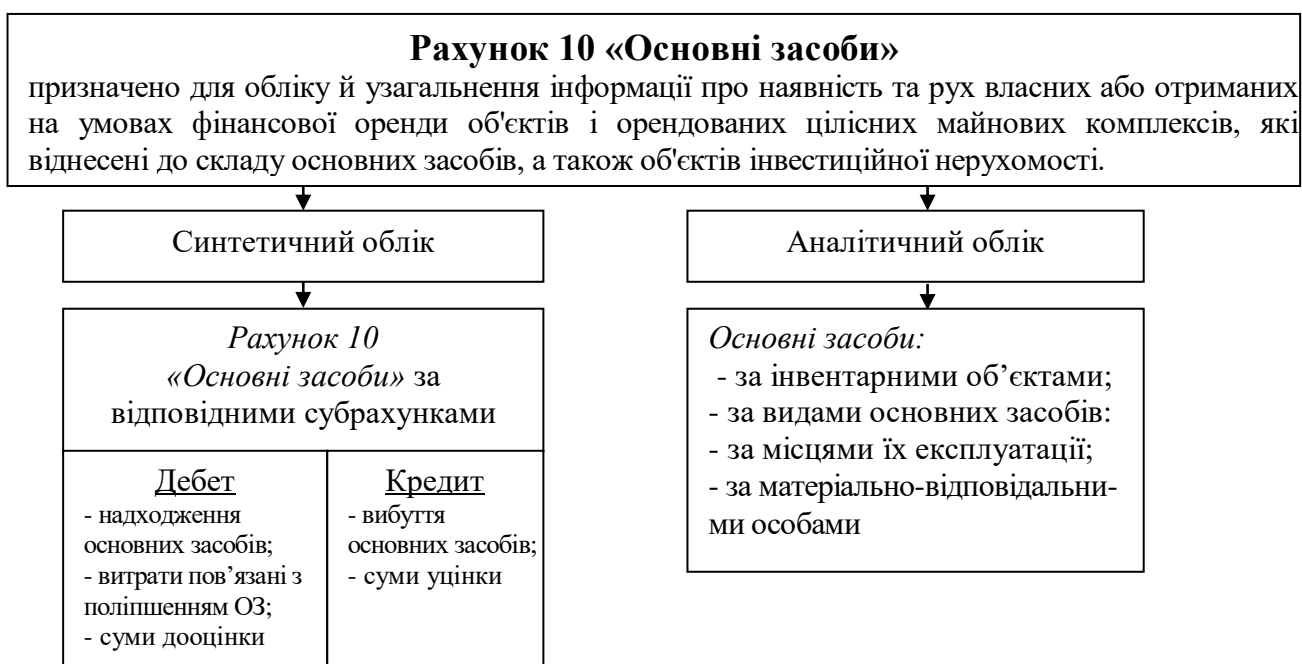 Рахунок 10 «Основні засоби»
призначено для обліку й узагальнення інформації про наявність та рух власних або отриманих
на умовах фінансової оренди об'єктів і орендованих цілісних майнових комплексів, які
віднесені до складу основних засобів, а також об'єктів інвестиційної нерухомості.
Синтетичний облік
Рахунок 10
«Основні засоби» за
відповідними субрахунками
Дебет
- надходження
основних засобів;
- витрати пов’язані з
поліпшенням ОЗ;
- суми дооцінки
Кредит
- вибуття
основних засобів;
- суми уцінки
Аналітичний облік
Основні засоби:
- за інвентарними об’єктами;
- за видами основних засобів:
- за місцями їх експлуатації;
- за матеріально-відповідальни-
ми особами